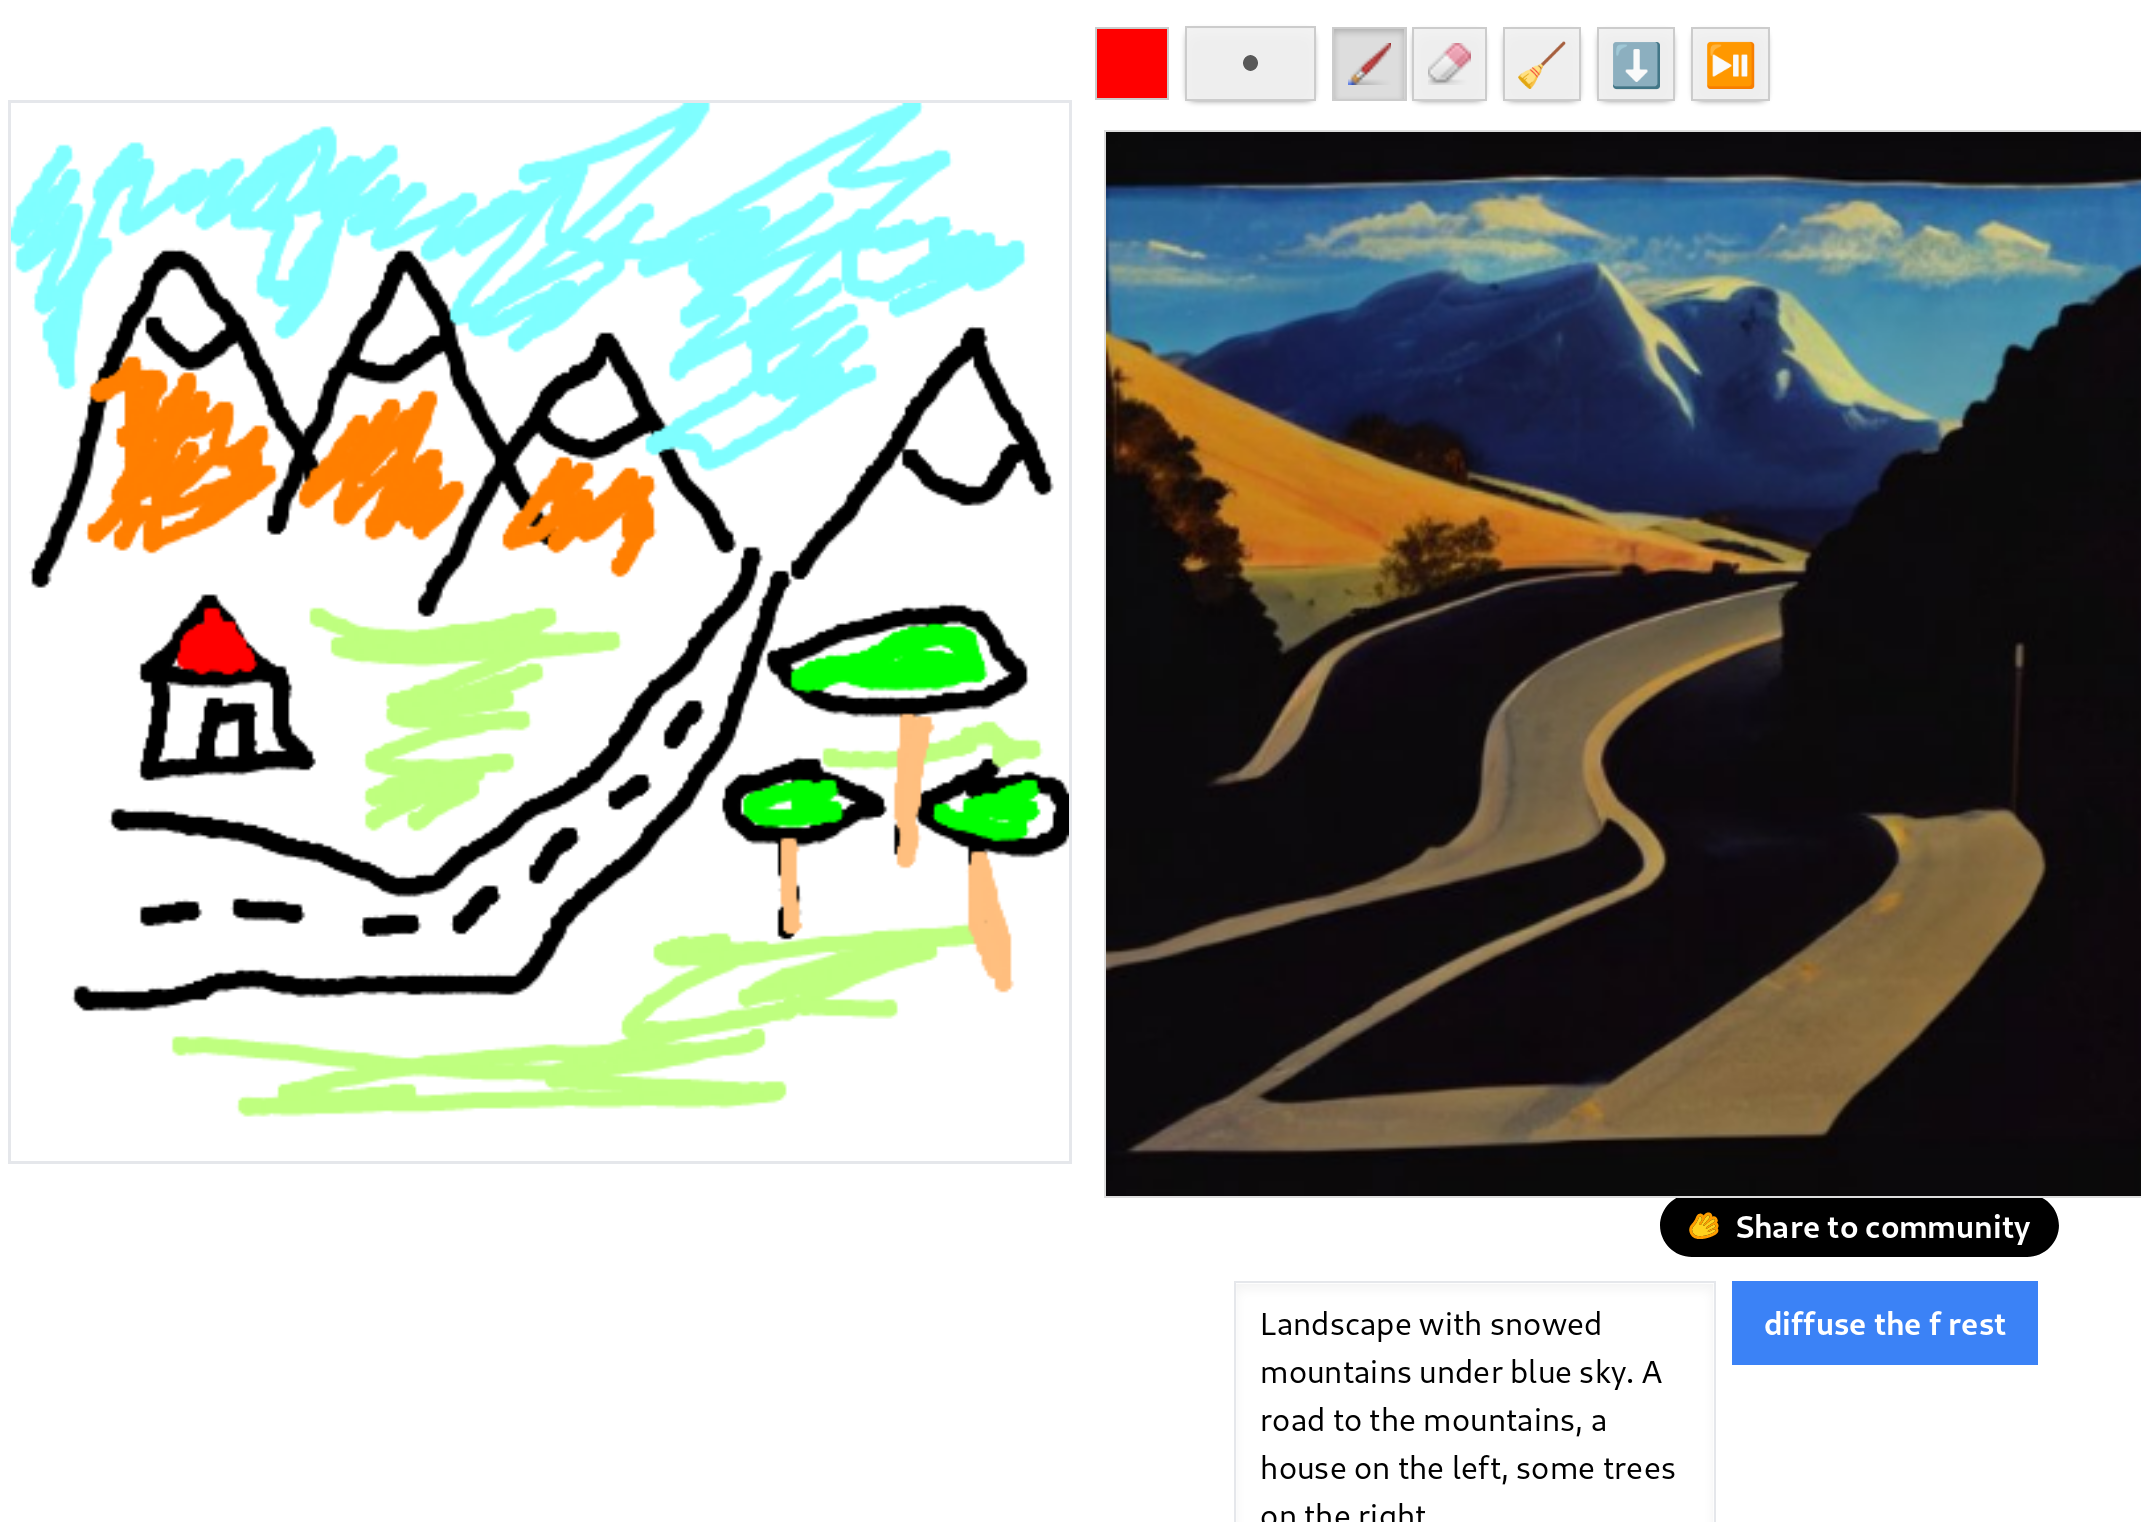 Share to community
Landscape with snowed
mountains under blue sky. A
road to the mountains, a
house on the left, some trees
on the right
diffuse the f rest